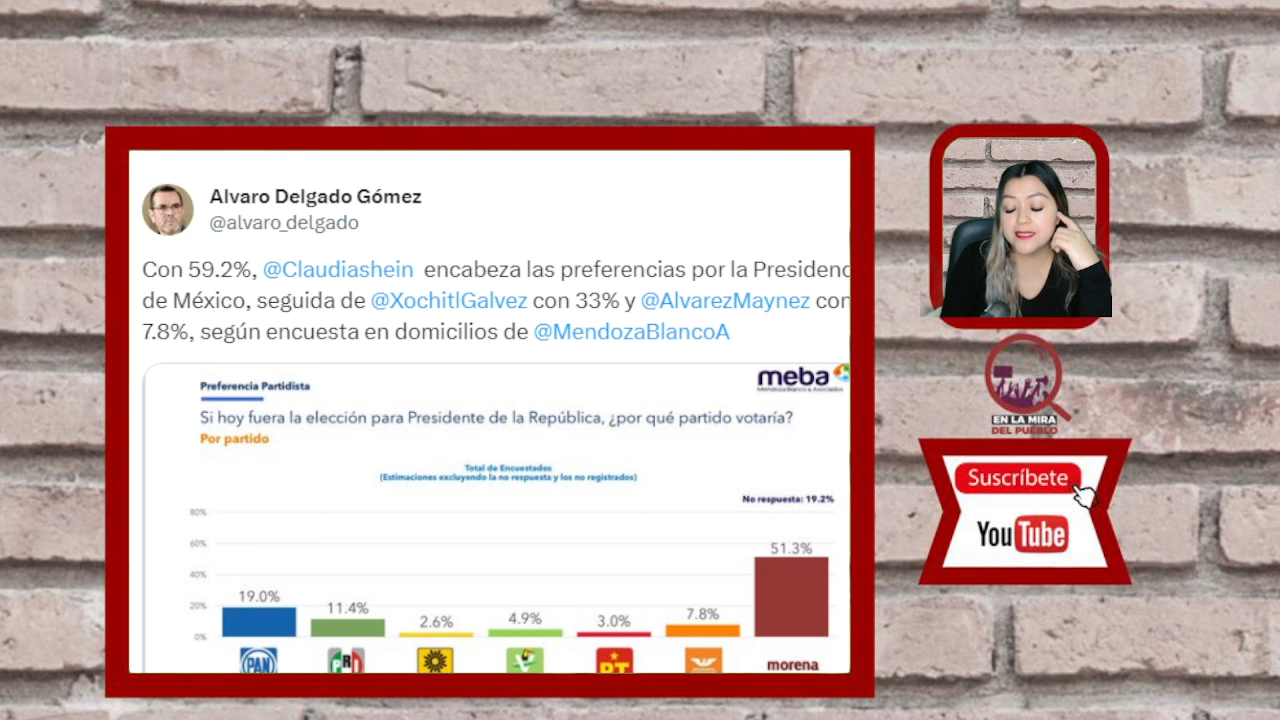 Alvaro Delgado Gómez
@alvaro_delgado
Con 59.2%, @Claudiashein encabeza las preferencias por la Presidenc
de México, seguida de @XochitlGalvez con 33% y @AlvarezMaynez con
7.8%, según encuesta en domicilios de @MendozaBlancoA
meba
Mendoza Blanco & Asociados
Preferencia Partidista
Si hoy fuera la elección para Presidente de la República, ¿por qué partido votaría?
Por partido
Total de Encuestados
(Estimaciones excluyendo la no respuesta y los no registrados)
No respuesta: 19.2%
80%
60%
40%
20%
0%
19.0%
11.4%
2.6%
4.9%
3.0%
7.8%
51.3%
PAN
PRI
PT
morena
EN LA MIRA
DEL PUEBLO
Suscríbete
YouTube